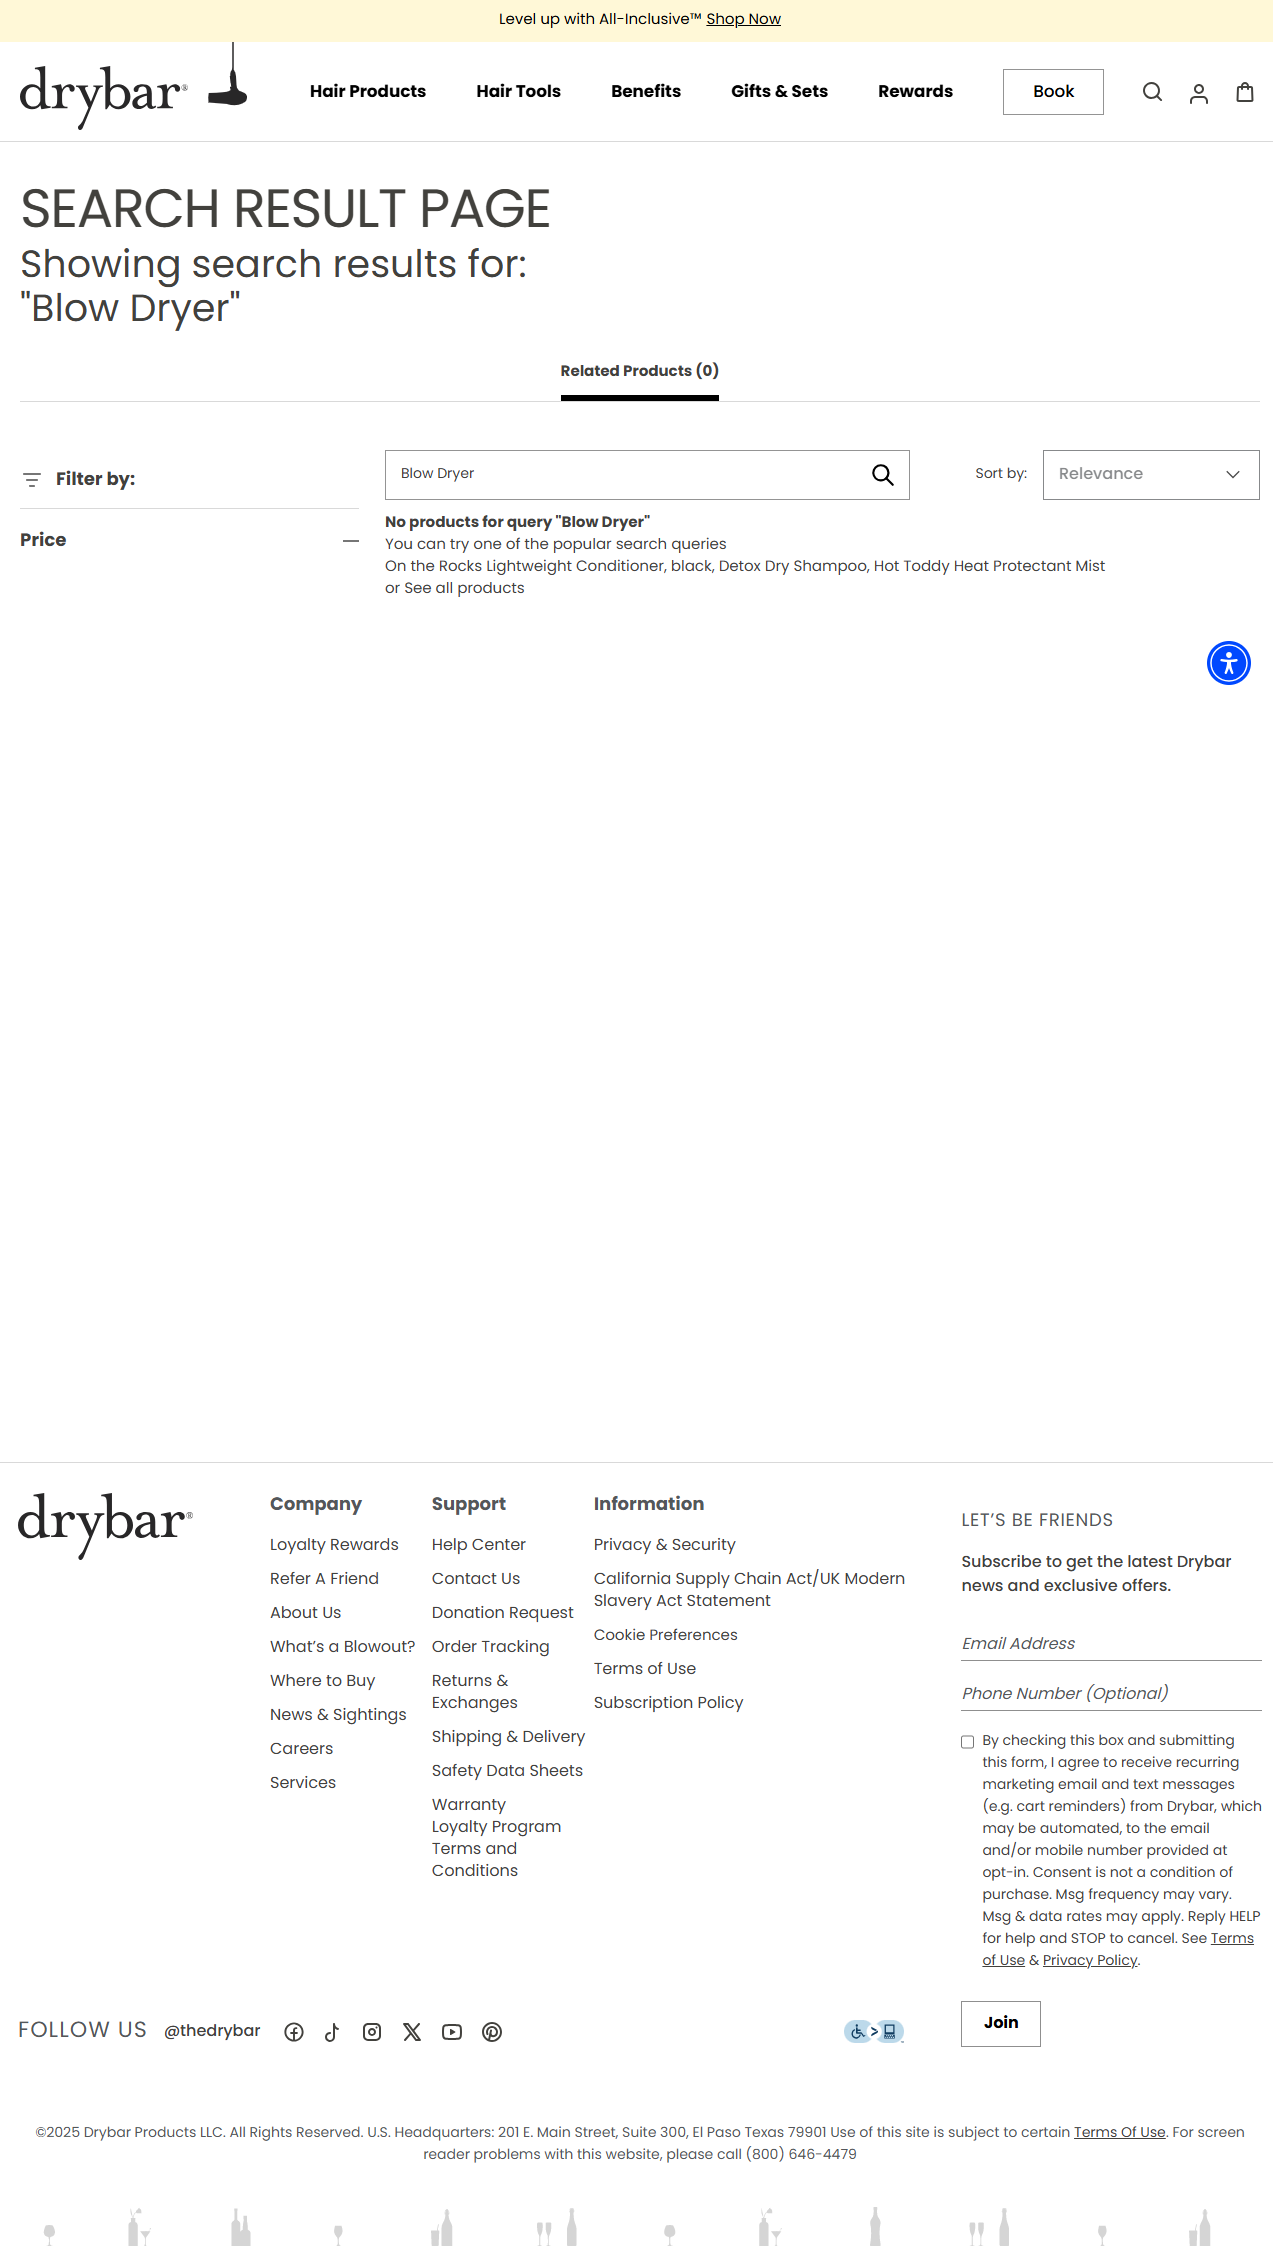 Level up with All-Inclusive™ Shop Now
drybar®
Hair Products
Hair Tools
Benefits
Gifts & Sets
Rewards
Book
SEARCH RESULT PAGE
Showing search results for:
"Blow Dryer"
Related Products (0)
Filter by:
Price
Blow Dryer
Sort by:
Relevance
No products for query "Blow Dryer"
You can try one of the popular search queries
On the Rocks Lightweight Conditioner, black, Detox Dry Shampoo, Hot Toddy Heat Protectant Mist
or See all products
drybar®
Company
Loyalty Rewards
Refer A Friend
About Us
What's a Blowout?
Where to Buy
News & Sightings
Careers
Services
Support
Help Center
Contact Us
Donation Request
Order Tracking
Returns &
Exchanges
Shipping & Delivery
Safety Data Sheets
Warranty
Loyalty Program
Terms and
Conditions
Information
Privacy & Security
California Supply Chain Act/UK Modern
Slavery Act Statement
Cookie Preferences
Terms of Use
Subscription Policy
LET'S BE FRIENDS
Subscribe to get the latest Drybar
news and exclusive offers.
Email Address
Phone Number (Optional)
By checking this box and submitting
this form, I agree to receive recurring
marketing email and text messages
(e.g. cart reminders) from Drybar, which
may be automated, to the email
and/or mobile number provided at
opt-in. Consent is not a condition of
purchase. Msg frequency may vary.
Msg & data rates may apply. Reply HELP
for help and STOP to cancel. See Terms
of Use & Privacy Policy.
Join
FOLLOW US @thedrybar
©2025 Drybar Products LLC. All Rights Reserved. U.S. Headquarters: 201 E. Main Street, Suite 300, El Paso Texas 79901 Use of this site is subject to certain Terms Of Use. For screen
reader problems with this website, please call (800) 646-4479